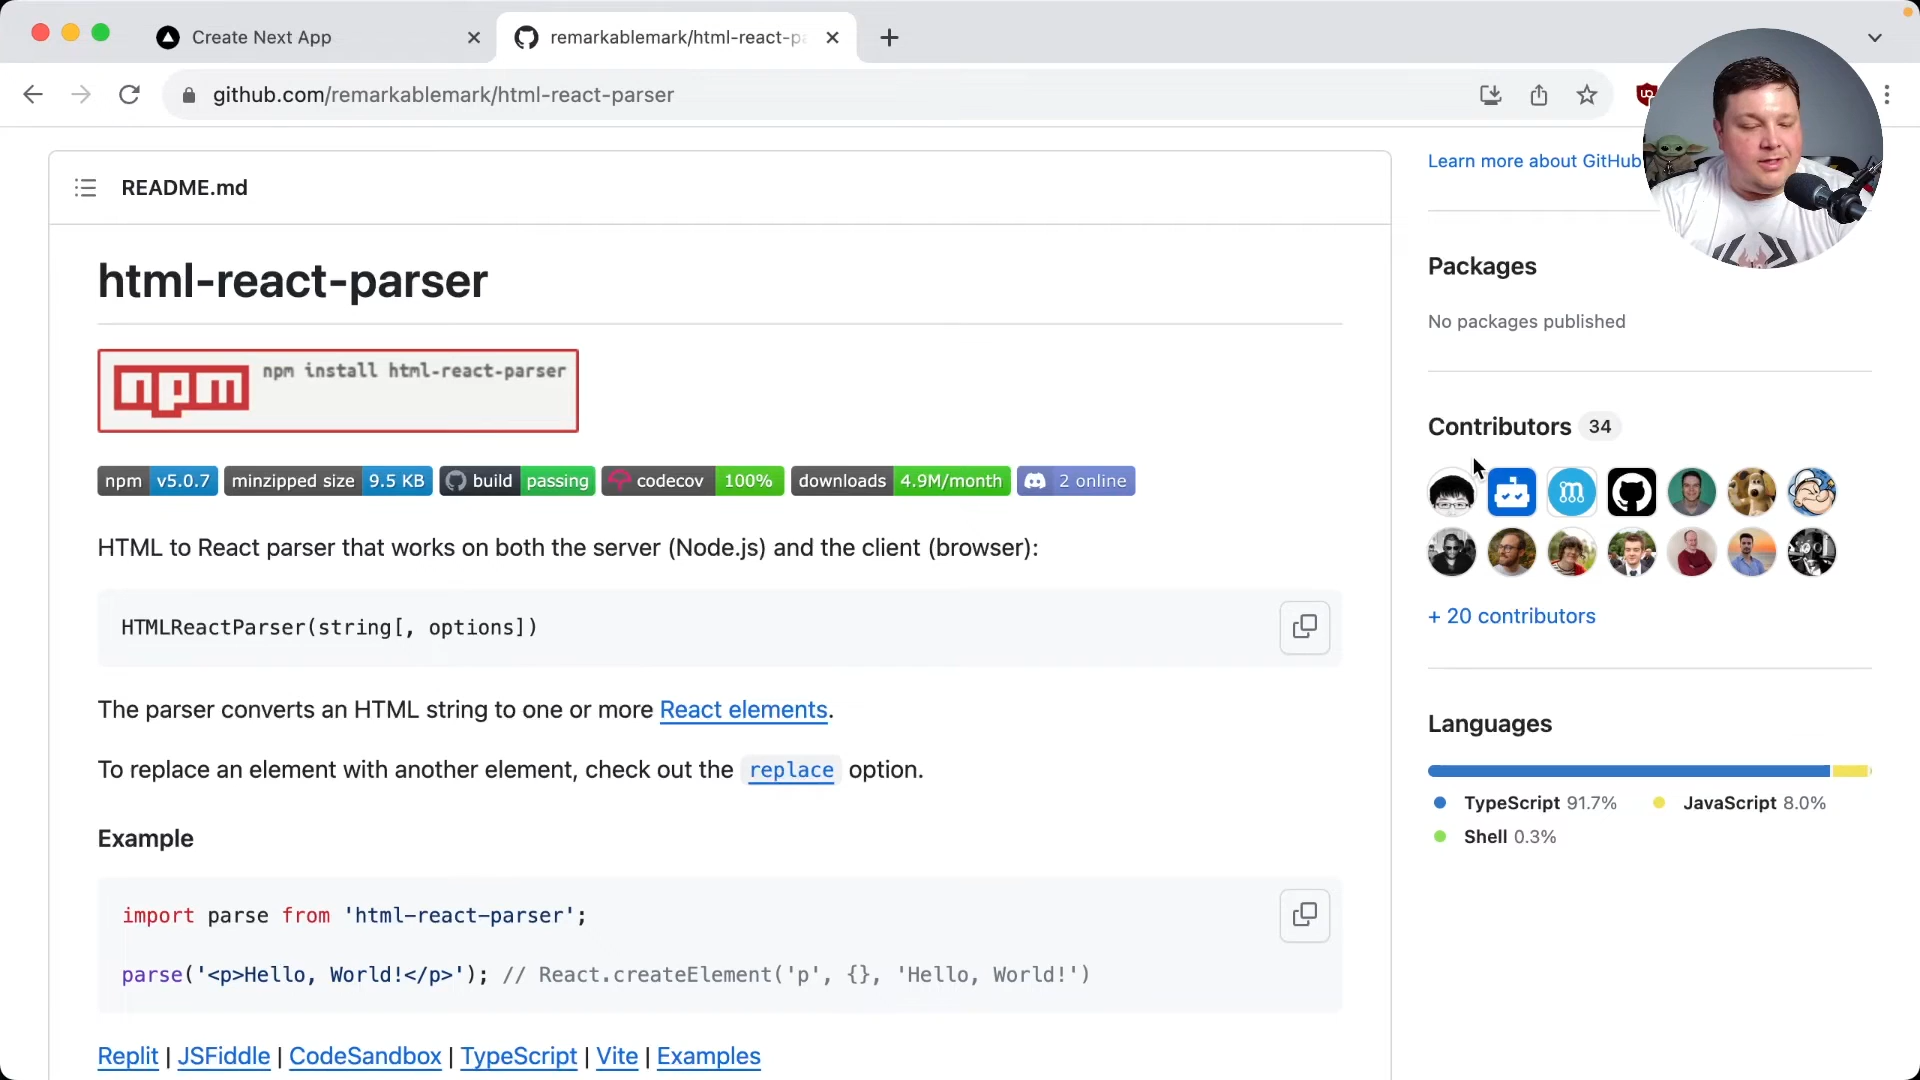 Create Next App
remarkablemark/html-react-pa
github.com/remarkablemark/html-react-parser
README.md
html-react-parser
npm
npm install html-react-parser
npm v5.0.7 minzipped size 9.5 KB build passing codecov 100% downloads 4.9M/month 2 online
HTML to React parser that works on both the server (Node.js) and the client (browser):
HTMLReactParser(string[, options])
The parser converts an HTML string to one or more React elements.
To replace an element with another element, check out the replace option.
Example
import parse from 'html-react-parser';
parse('<p>Hello, World!</p>'); // React.createElement('p', {}, 'Hello, World!')
Replit | JSFiddle | CodeSandbox | TypeScript | Vite | Examples
Learn more about GitHub
Packages
No packages published
Contributors 34
+ 20 contributors
Languages
TypeScript 91.7% JavaScript 8.0%
Shell 0.3%